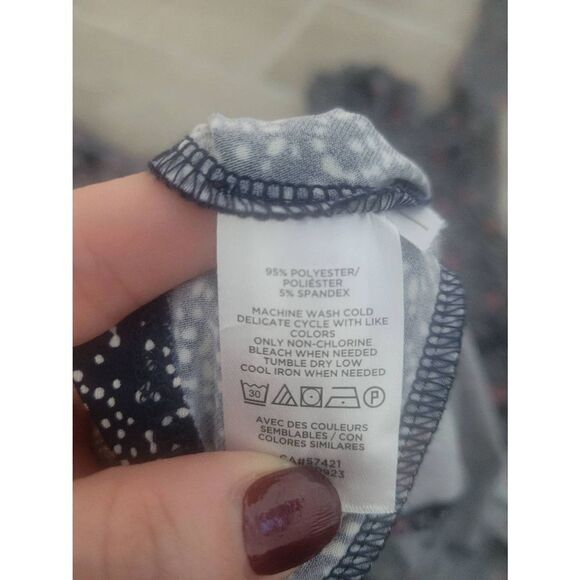 95% POLYESTER/
POLIÉSTER
5% SPANDEX
MACHINE WASH COLD
DELICATE CYCLE WITH LIKE
COLORS
ONLY NON-CHLORINE
BLEACH WHEN NEEDED
TUMBLE DRY LOW
COOL IRON WHEN NEEDED
30 P
AVEC DES COULEURS
SEMBLABLES / CON
COLORES SIMILARES
CA#57421